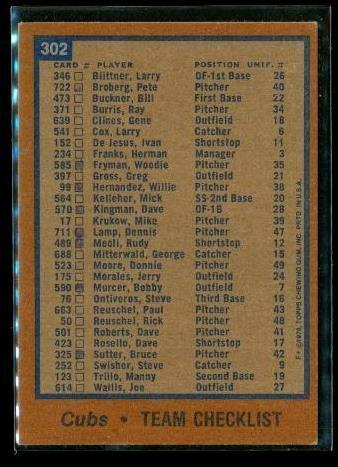 302
CARD # PLAYER POSITION UNIF. #
346 Biittner, Larry OF-1st Base 26
722 Broberg, Pete Pitcher 40
473 Buckner, Bill First Base 22
371 Burris, Ray Pitcher 34
639 Clines, Gene Outfield 18
541 Cox, Larry Catcher 6
152 De Jesus, Ivan Shortstop 11
234 Franks, Herman Manager 3
585 Fryman, Woodie Pitcher 35
397 Gross, Greg Outfield 21
99 Hernandez, Willie Pitcher 38
564 Kelleher, Mick SS-2nd Base 20
570 Kingman, Dave OF-1B 28
17 Krukow, Mike Pitcher 39
711 Lamp, Dennis Pitcher 47
489 Meoli, Rudy Shortstop 12
688 Mitterwald, George Catcher 15
523 Moore, Donnie Pitcher 49
175 Morales, Jerry Outfield 24
590 Murcer, Bobby Outfield 7
76 Ontiveros, Steve Third Base 16
663 Reuschel, Paul Pitcher 43
50 Reuschel, Rick Pitcher 48
501 Roberts, Dave Pitcher 41
423 Rosello, Dave Shortstop 17
325 Sutter, Bruce Pitcher 42
252 Swisher, Steve Catcher 9
123 Trillo, Manny Second Base 19
614 Wallis, Joe Outfield 27
F* ©1978, TOPPS CHEWING GUM, INC. PRTD. IN U.S.A.
Cubs • TEAM CHECKLIST